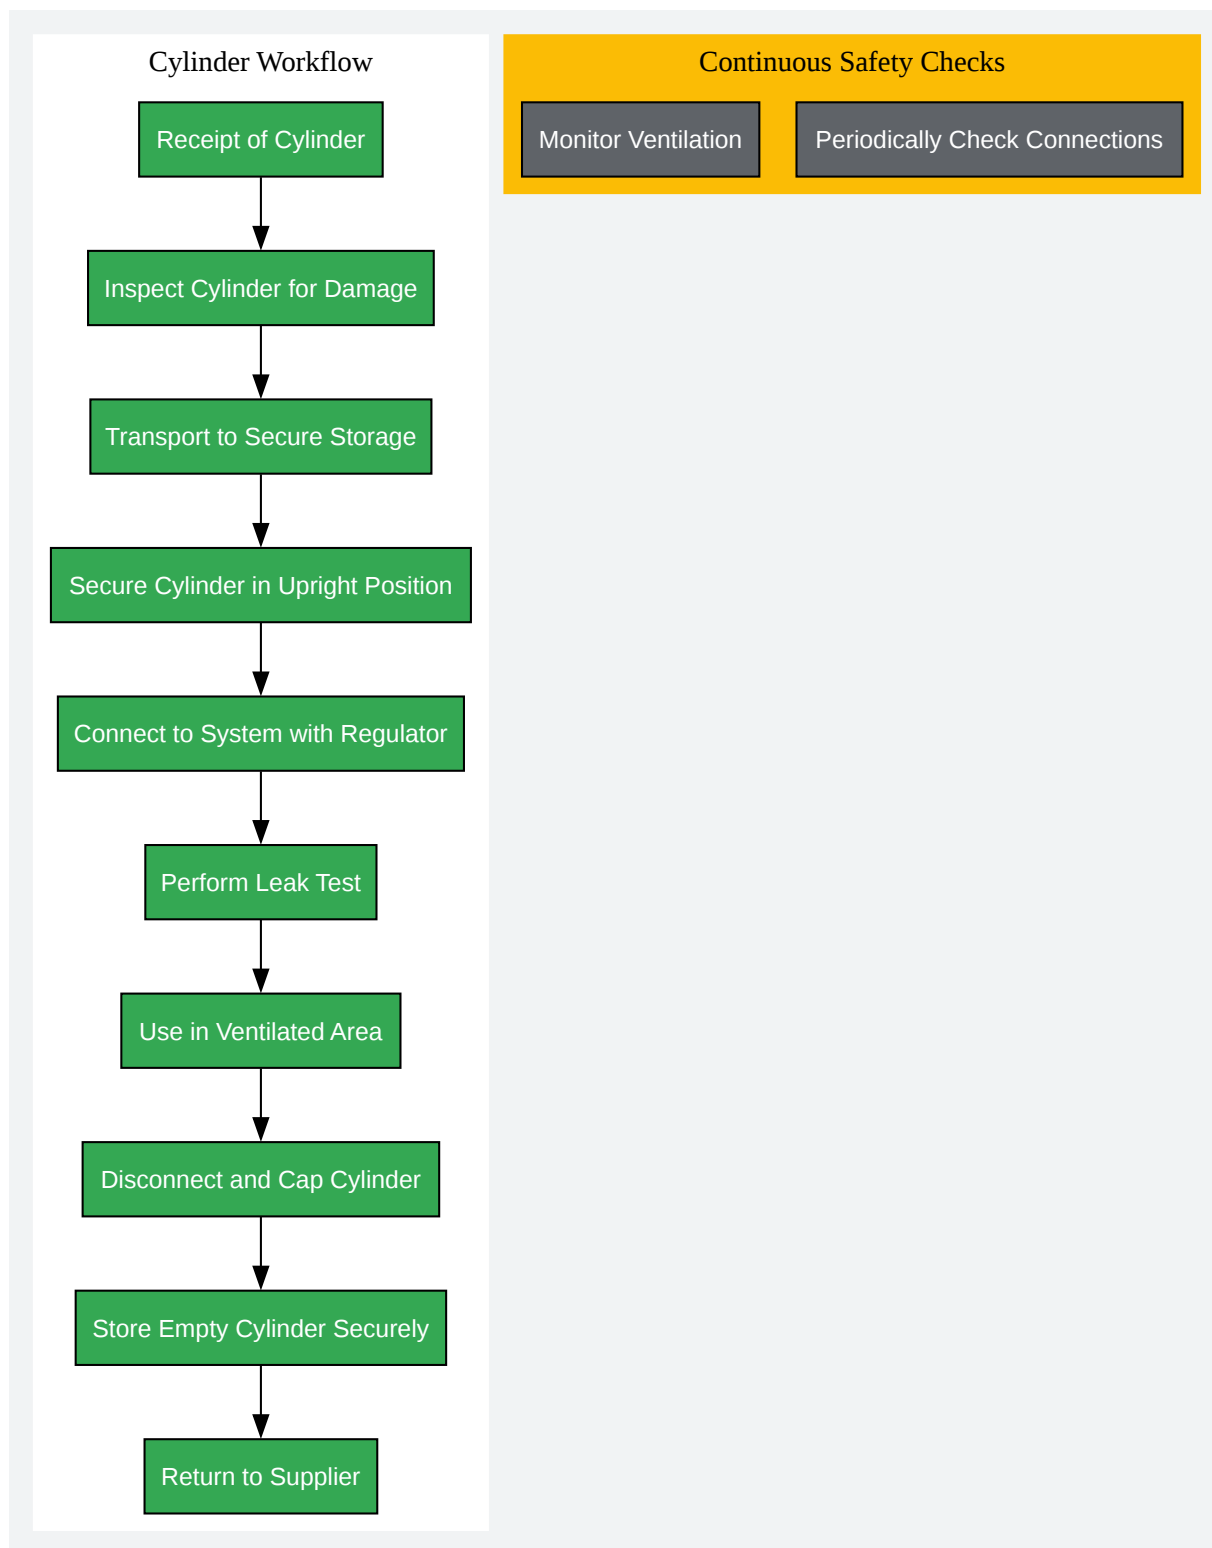 Cylinder Workflow
Receipt of Cylinder
Inspect Cylinder for Damage
Transport to Secure Storage
Secure Cylinder in Upright Position
Connect to System with Regulator
Perform Leak Test
Use in Ventilated Area
Disconnect and Cap Cylinder
Store Empty Cylinder Securely
Return to Supplier
Continuous Safety Checks
Monitor Ventilation
Periodically Check Connections